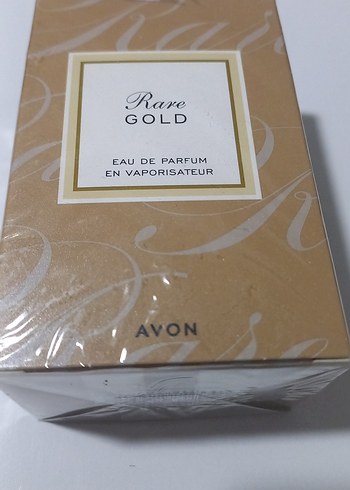 Rare
GOLD
EAU DE PARFUM
EN VAPORISATEUR
AVON